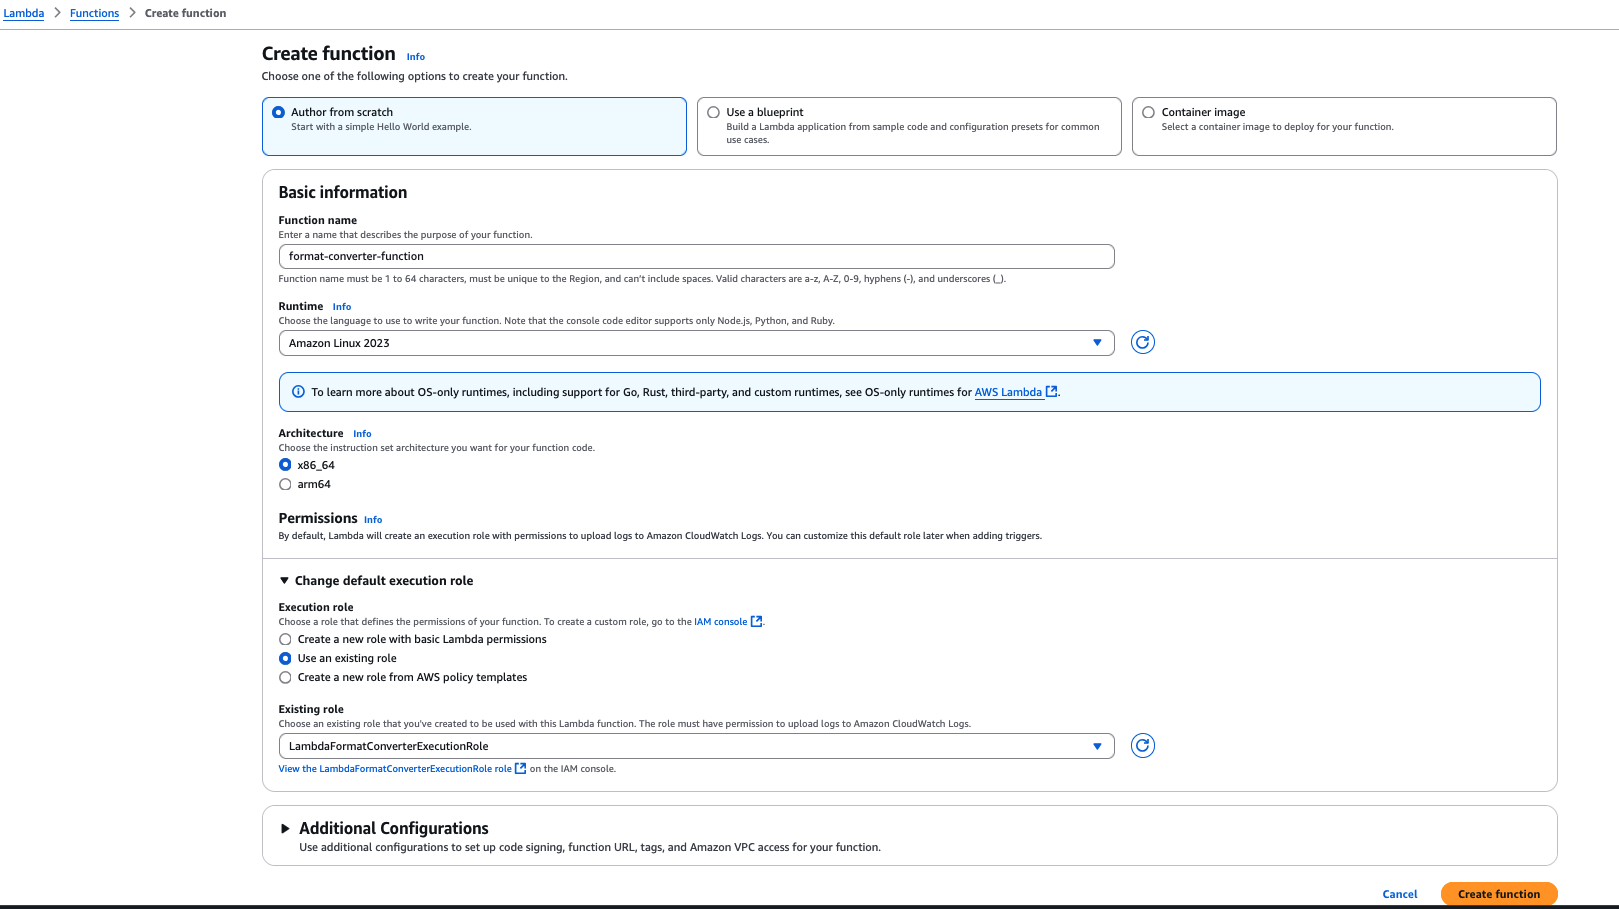 Lambda > Functions > Create function
Create function Info
Choose one of the following options to create your function.
Author from scratch
Start with a simple Hello World example.
Use a blueprint
Build a Lambda application from sample code and configuration presets for common
use cases.
Container image
Select a container image to deploy for your function.
Basic information
Function name
Enter a name that describes the purpose of your function.
format-converter-function
Function name must be 1 to 64 characters, must be unique to the Region, and can't include spaces. Valid characters are a-z, A-Z, 0-9, hyphens (-), and underscores (_).
Runtime Info
Choose the language to use to write your function. Note that the console code editor supports only Node.js, Python, and Ruby.
Amazon Linux 2023
To learn more about OS-only runtimes, including support for Go, Rust, third-party, and custom runtimes, see OS-only runtimes for AWS Lambda.
Architecture Info
Choose the instruction set architecture you want for your function code.
x86_64
arm64
Permissions Info
By default, Lambda will create an execution role with permissions to upload logs to Amazon CloudWatch Logs. You can customize this default role later when adding triggers.
Change default execution role
Execution role
Choose a role that defines the permissions of your function. To create a custom role, go to the IAM console.
Create a new role with basic Lambda permissions
Use an existing role
Create a new role from AWS policy templates
Existing role
Choose an existing role that you've created to be used with this Lambda function. The role must have permission to upload logs to Amazon CloudWatch Logs.
LambdaFormatConverterExecutionRole
View the LambdaFormatConverterExecutionRole role on the IAM console.
Additional Configurations
Use additional configurations to set up code signing, function URL, tags, and Amazon VPC access for your function.
Cancel Create function